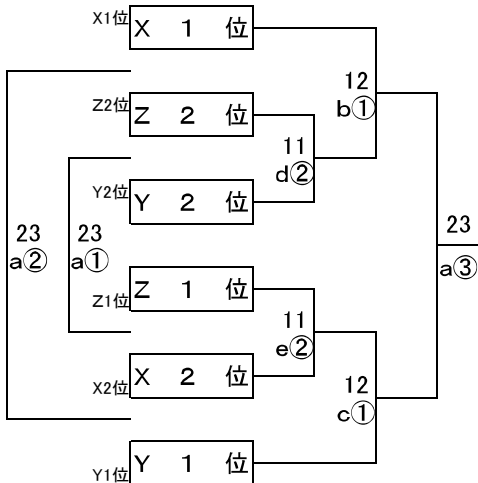 X1位 X 1 位
12
b①
Z2位 Z 2 位
11
d②
Y2位 Y 2 位
23
a②
23
a①
23
a③
Z1位 Z 1 位
11
e②
X2位 X 2 位
12
c①
Y1位 Y 1 位